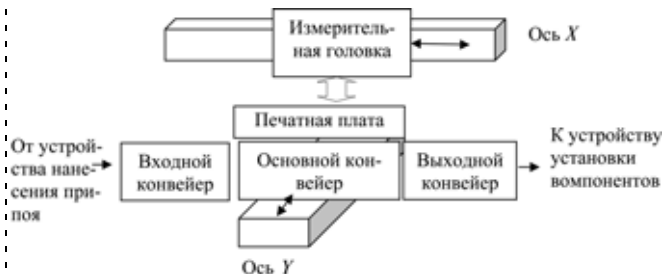 Измеритель-
ная головка
Ось X
Печатная плата
От устрой-
ства нане-
сения при-
поя
Входной
конвейер
Основной кон-
вейер
Выходной
конвейер
К устройству
установки
вомпонентов
Ось Y